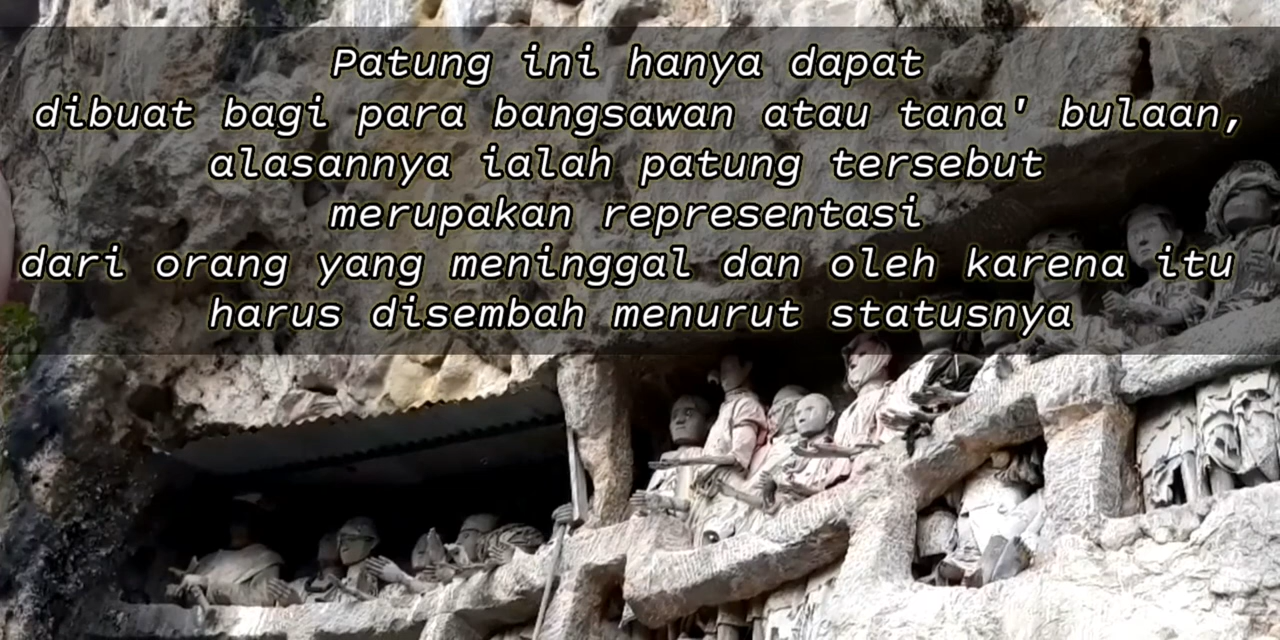 Patung ini hanya dapat
dibuat bagi para bangsawan atau tana' bulaan,
alasannya ialah patung tersebut
merupakan representasi
dari orang yang meninggal dan oleh karena itu
harus disembah menurut statusnya